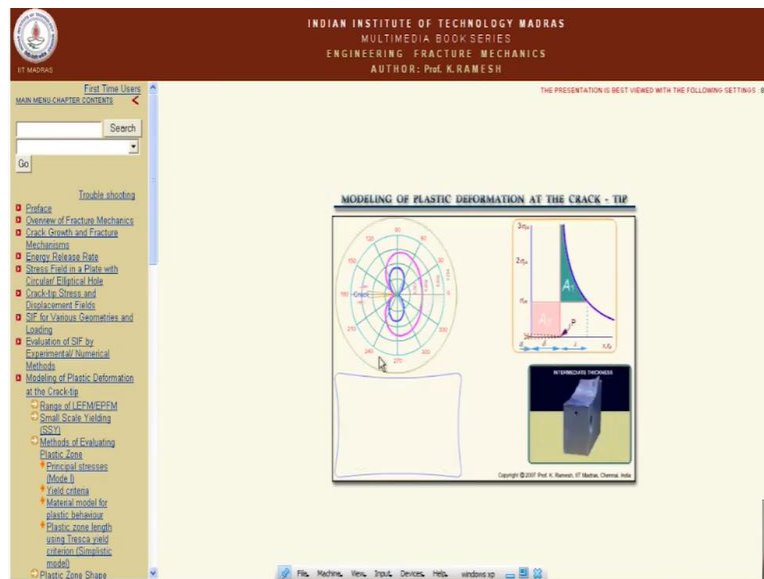 INDIAN INSTITUTE OF TECHNOLOGY MADRAS
MULTIMEDIA BOOK SERIES
ENGINEERING FRACTURE MECHANICS
AUTHOR: Prof. K.RAMESH
IIT MADRAS
First Time Users
MAIN MENU-CHAPTER CONTENTS
Search
Go
Trouble shooting
Preface
Overview of Fracture Mechanics
Crack Growth and Fracture
Mechanisms
Energy Release Rate
Stress Field in a Plate with
Circular/ Elliptical Hole
Crack-tip Stress and
Displacement Fields
SIF for Various Geometries and
Loading
Evaluation of SIF by
Experimental/ Numerical
Methods
Modeling of Plastic Deformation
at the Crack-tip
Range of LEFM/EPFM
Small Scale Yielding
(SSY)
Methods of Evaluating
Plastic Zone
Principal stresses
(Mode I)
Yield criteria
Material model for
plastic behaviour
Plastic zone length
using Tresca yield
criterion (Simplistic
model)
Plastic Zone Shape
THE PRESENTATION IS BEST VIEWED WITH THE FOLLOWING SETTINGS :
MODELING OF PLASTIC DEFORMATION AT THE CRACK - TIP
90
120
180
Crack
210
240
270
300
330
INTERMEDIATE THICKNESS
Copyright © 2007 Prof. K. Ramesh, IIT Madras, Chennai, India
File Machine View Input Devices Help windows xp